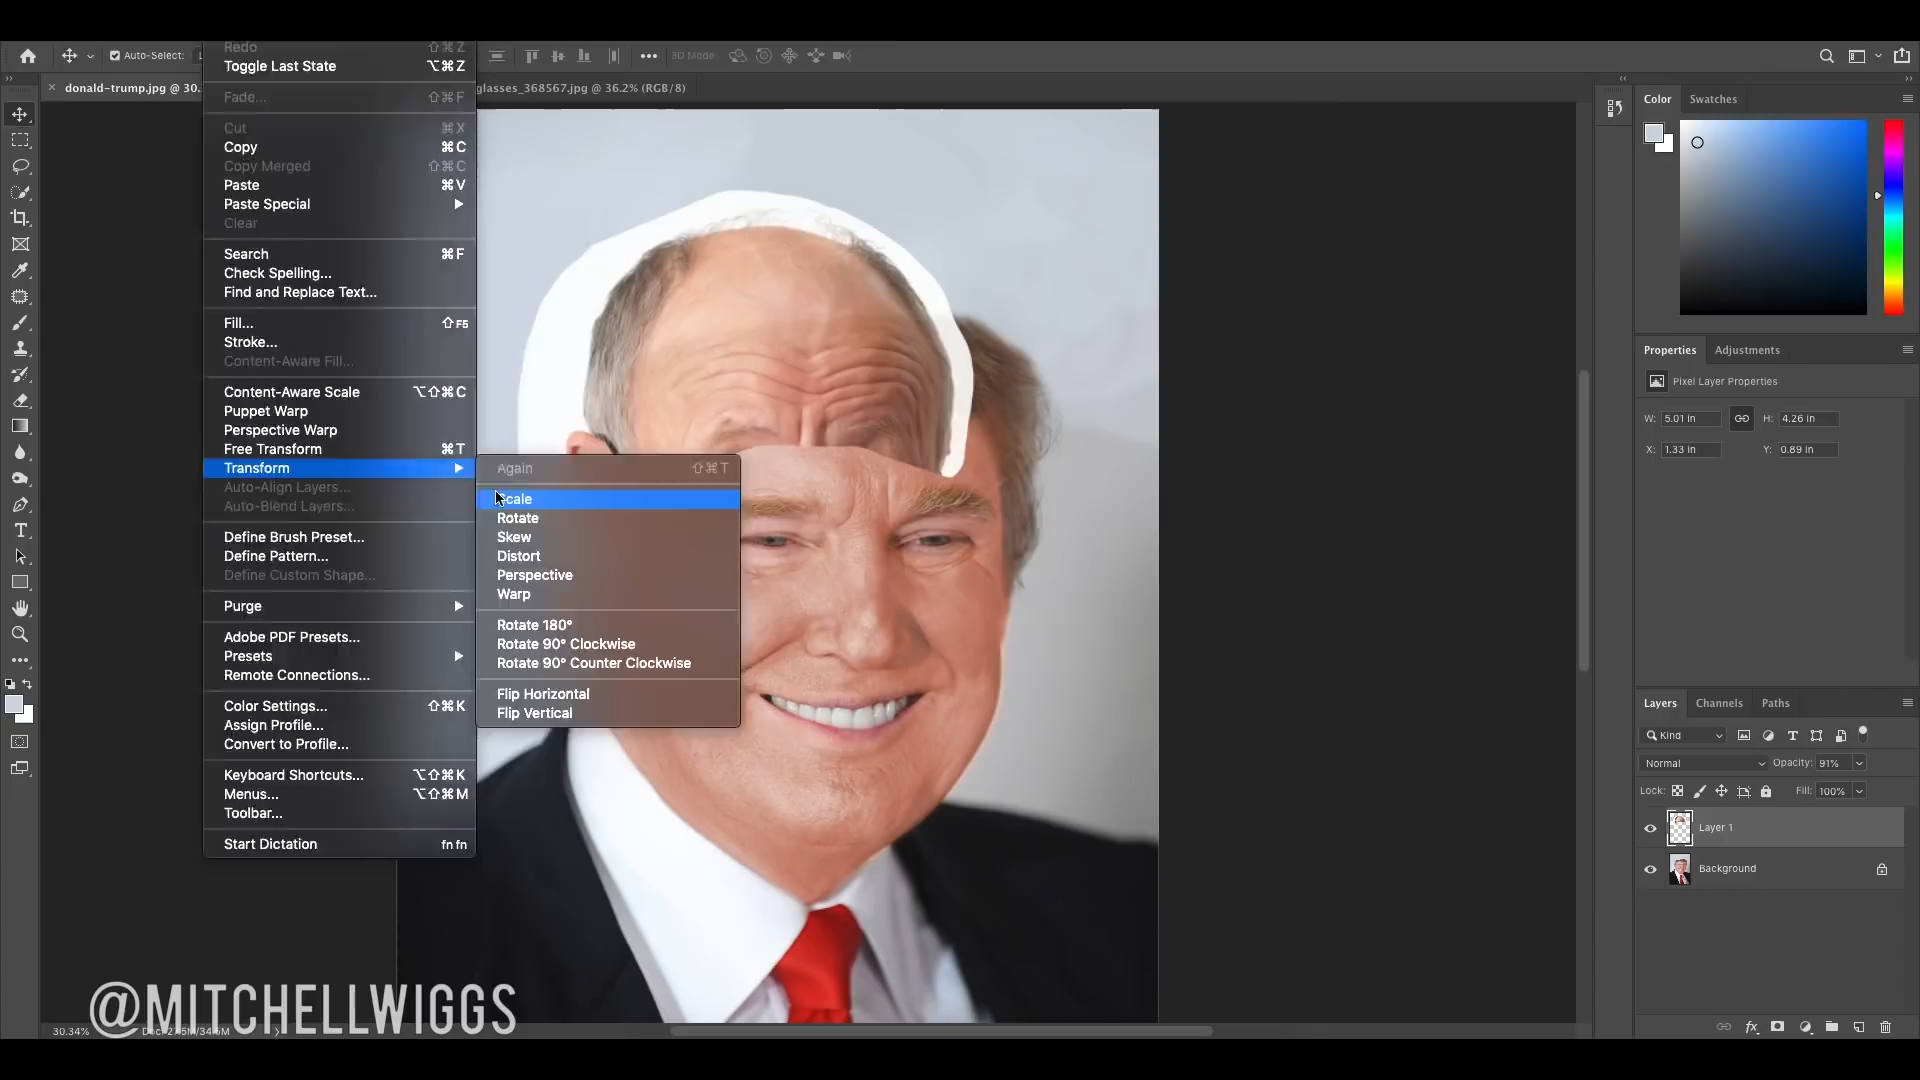 Auto-Select:
3D Mode:
donald-trump.jpg @ 30.
glasses_368567.jpg @ 36.2% (RGB/8)
Redo ⇧⌘Z
Toggle Last State ⌥⌘Z
Fade... ⇧⌘F
Cut ⌘X
Copy ⌘C
Copy Merged ⇧⌘C
Paste ⌘V
Paste Special
Clear
Search ⌘F
Check Spelling...
Find and Replace Text...
Fill... ⇧F5
Stroke...
Content-Aware Fill...
Content-Aware Scale ⌥⇧⌘C
Puppet Warp
Perspective Warp
Free Transform ⌘T
Transform
Auto-Align Layers...
Auto-Blend Layers...
Define Brush Preset...
Define Pattern...
Define Custom Shape...
Purge
Adobe PDF Presets...
Presets
Remote Connections...
Color Settings... ⇧⌘K
Assign Profile...
Convert to Profile...
Keyboard Shortcuts... ⌥⇧⌘K
Menus... ⌥⇧⌘M
Toolbar...
Start Dictation fn fn
Again ⇧⌘T
Scale
Rotate
Skew
Distort
Perspective
Warp
Rotate 180°
Rotate 90° Clockwise
Rotate 90° Counter Clockwise
Flip Horizontal
Flip Vertical
Color Swatches
Properties Adjustments
Pixel Layer Properties
W: 5.01 in H: 4.26 in
X: 1.33 in Y: 0.89 in
Layers Channels Paths
Kind
Normal Opacity: 91%
Lock: Fill: 100%
Layer 1
Background
@MITCHELLWIGGS
30.34%